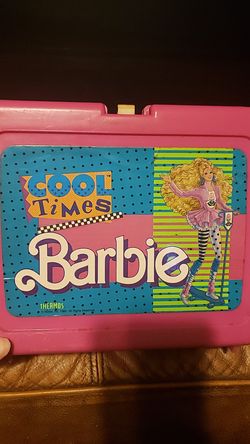 COOL
TiMES
Barbie
THERMOS